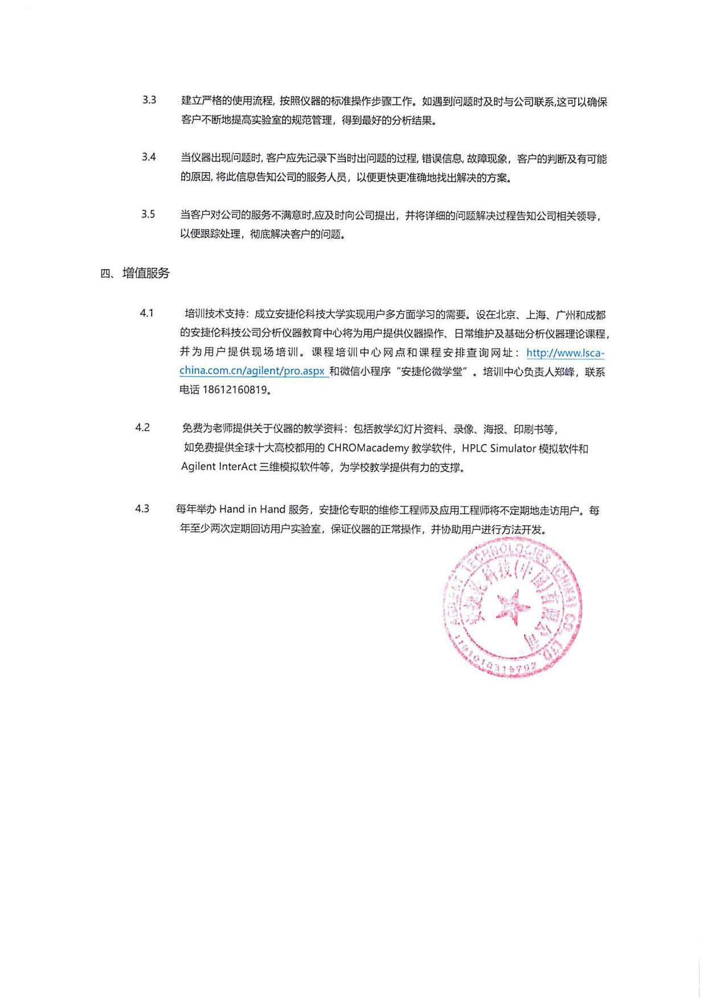 3.3 建立严格的使用流程, 按照仪器的标准操作步骤工作。如遇到问题时及时与公司联系,这可以确保
客户不断地提高实验室的规范管理，得到最好的分析结果。
3.4 当仪器出现问题时, 客户应先记录下当时出问题的过程, 错误信息, 故障现象，客户的判断及有可能
的原因, 将此信息告知公司的服务人员，以便更快更准确地找出解决的方案。
3.5 当客户对公司的服务不满意时,应及时向公司提出，并将详细的问题解决过程告知公司相关领导，
以便跟踪处理，彻底解决客户的问题。
四、增值服务
4.1 培训技术支持：成立安捷伦科技大学实现用户多方面学习的需要。设在北京、上海、广州和成都
的安捷伦科技公司分析仪器教育中心将为用户提供仪器操作、日常维护及基础分析仪器理论课程，
并为用户提供现场培训。课程培训中心网点和课程安排查询网址：http://www.lsca-
china.com.cn/agilent/pro.aspx 和微信小程序“安捷伦微学堂”。培训中心负责人郑峰，联系
电话 18612160819。
4.2 免费为老师提供关于仪器的教学资料：包括教学幻灯片资料、录像、海报、印刷书等，
如免费提供全球十大高校都用的 CHROMacademy 教学软件，HPLC Simulator 模拟软件和
Agilent InterAct 三维模拟软件等，为学校教学提供有力的支撑。
4.3 每年举办 Hand in Hand 服务，安捷伦专职的维修工程师及应用工程师将不定期地走访用户。每
年至少两次定期回访用户实验室，保证仪器的正常操作，并协助用户进行方法开发。
AGILENT TECHNOLOGIES (CHINA) CO., LTD.
安捷伦科技(中国)有限公司